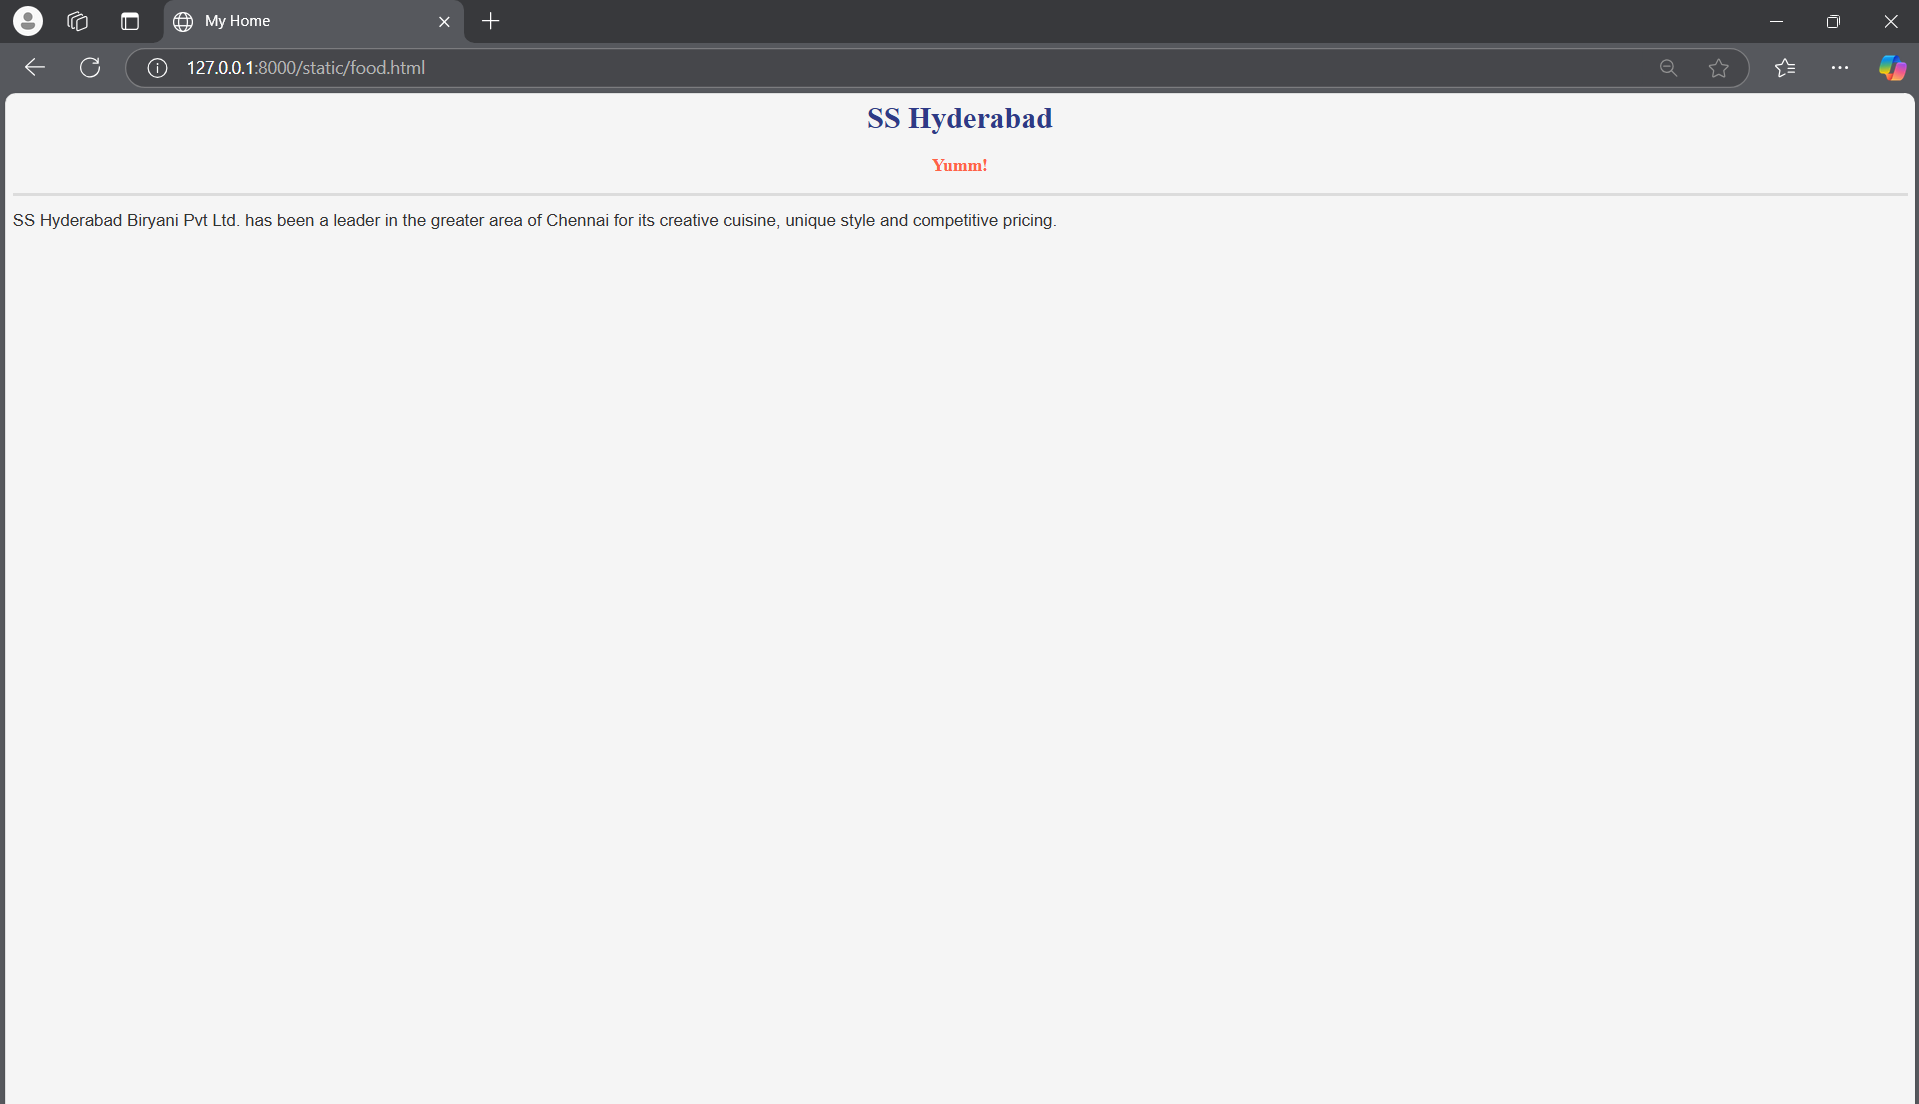 My Home
127.0.0.1:8000/static/food.html
SS Hyderabad
Yumm!
SS Hyderabad Biryani Pvt Ltd. has been a leader in the greater area of Chennai for its creative cuisine, unique style and competitive pricing.